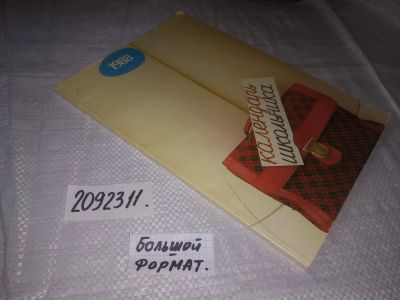 1988
календарь
школьника
2092311.
БОЛЬШОЙ
ФОРМАТ.